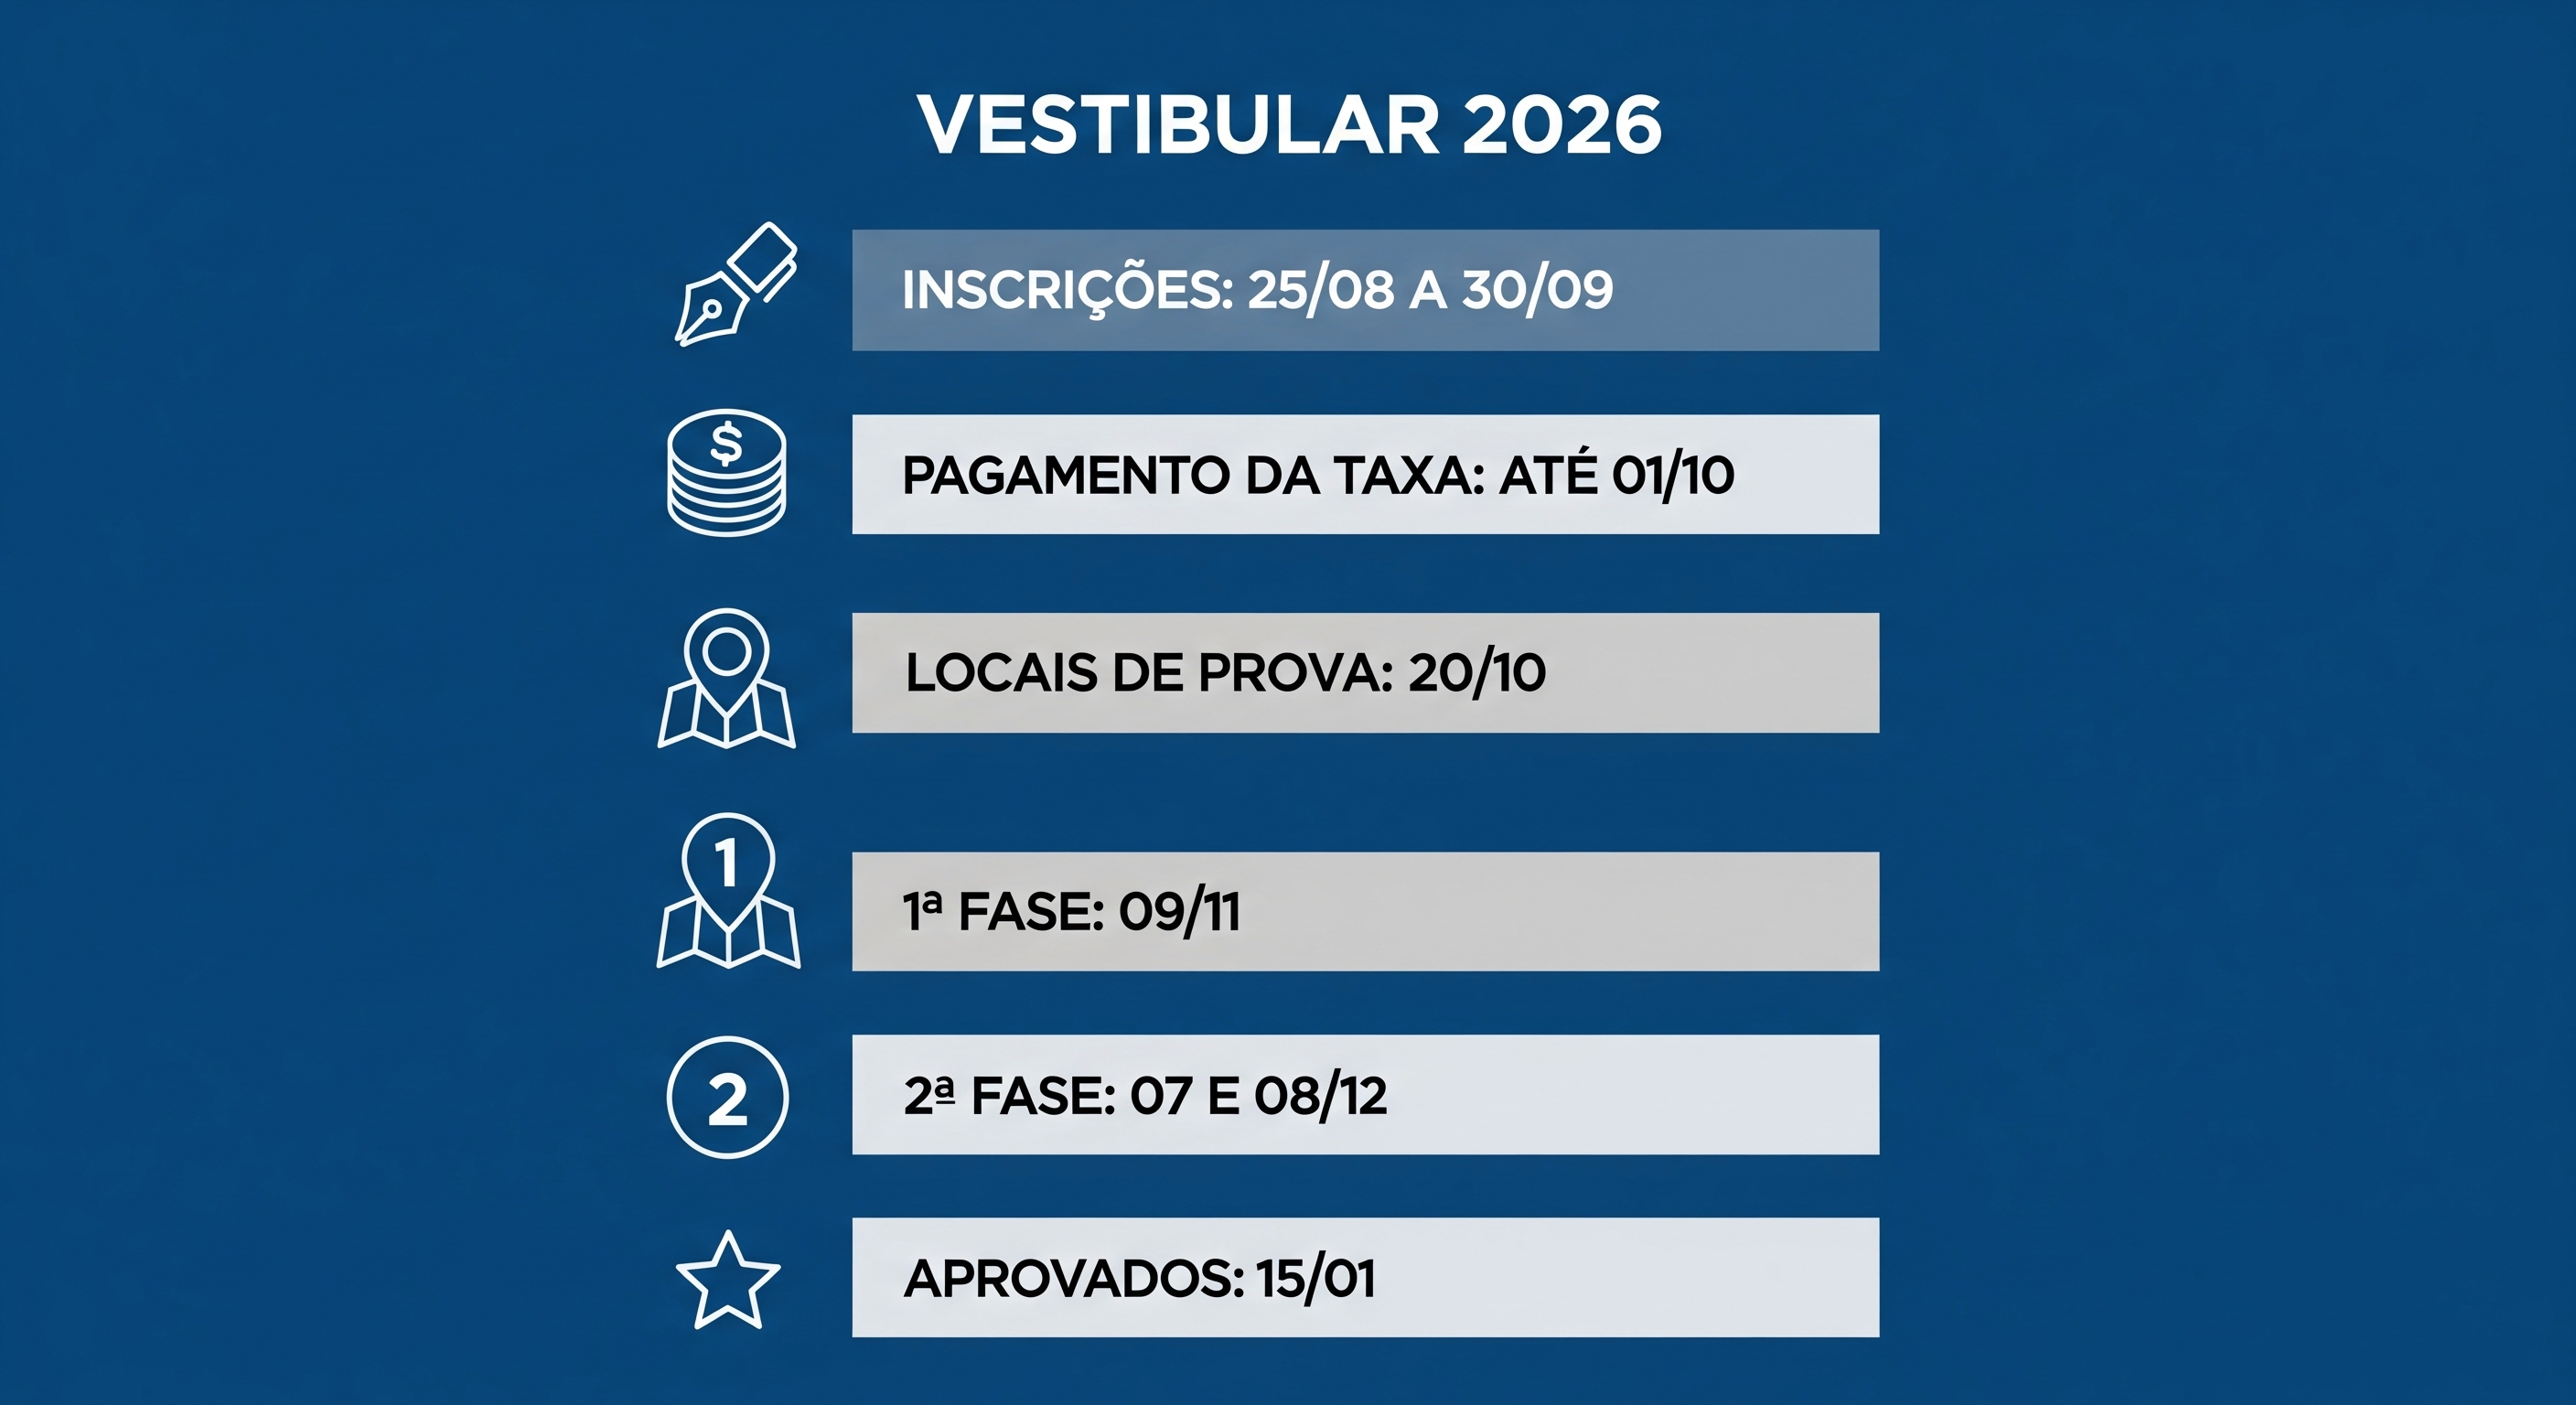 VESTIBULAR 2026
INSCRIÇÕES: 25/08 A 30/09
$
PAGAMENTO DA TAXA: ATÉ 01/10
LOCAIS DE PROVA: 20/10
1
1ª FASE: 09/11
2
2ª FASE: 07 E 08/12
APROVADOS: 15/01